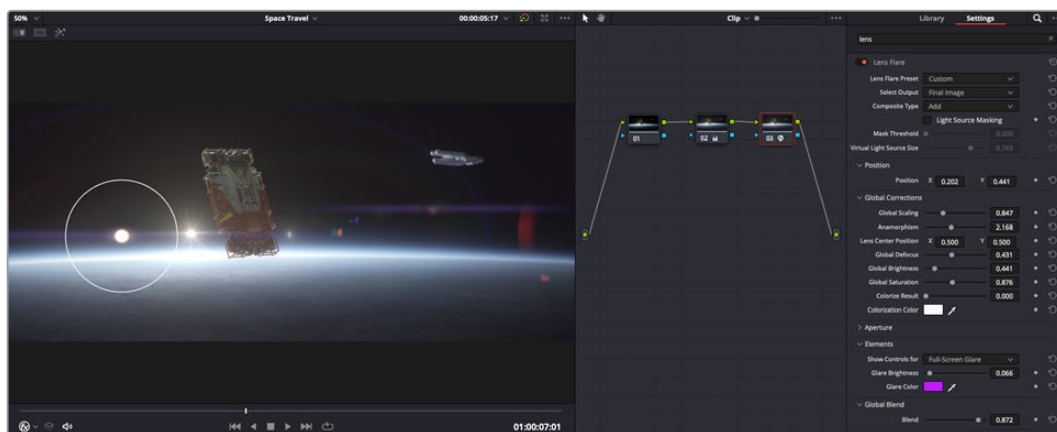 50% Space Travel 00:00:05:17 Clip Library Settings
lens
Lens Flare
Lens Flare Preset Custom
Select Output Final Image
Composite Type Add
Light Source Masking
Mask Threshold 0.000
Virtual Light Source Size 0.763
Position
Position X 0.202 Y 0.441
Global Corrections
Global Scaling 0.847
Anamorphism 2.168
Lens Center Position X 0.500 Y 0.500
Global Defocus 0.431
Global Brightness 0.441
Global Saturation 0.876
Colorize Result 0.000
Colorization Color
Aperture
Elements
Show Controls for Full-Screen Glare
Glare Brightness 0.066
Glare Color
Global Blend
Blend 0.872
01 02 03
01:00:07:01